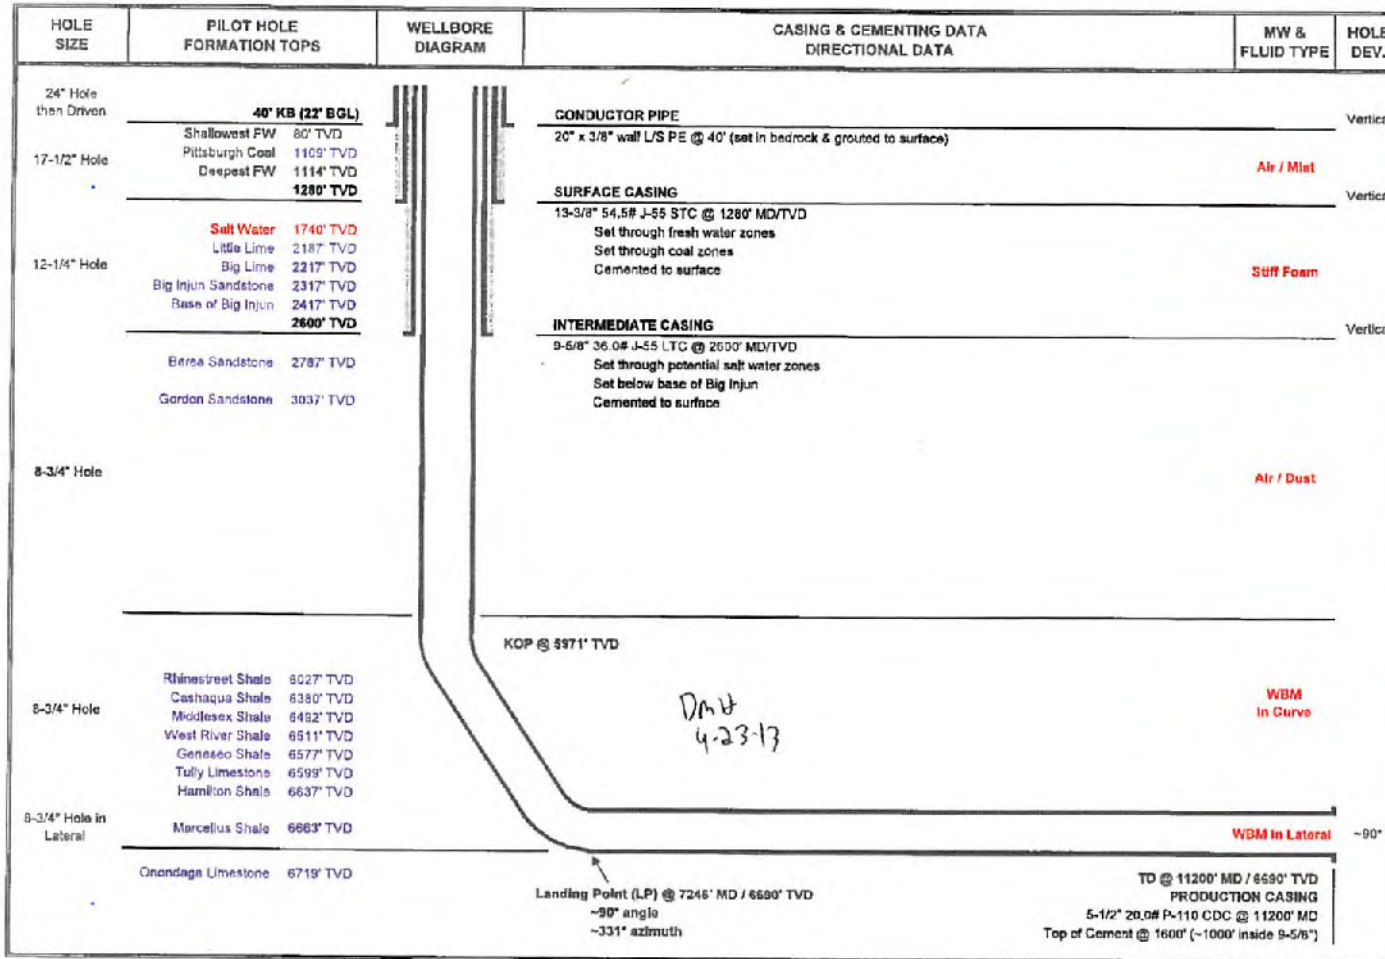 HOLE SIZE
PILOT HOLE FORMATION TOPS
WELLBORE DIAGRAM
CASING & CEMENTING DATA DIRECTIONAL DATA
MW & FLUID TYPE
HOLE DEV.
24" Hole
then Driven
40' KB (22' BGL)
CONDUCTOR PIPE
Vertica
Shallowest FW 80' TVD
20" x 3/8" wall L/S PE @ 40' (set in bedrock & grouted to surface)
17-1/2" Hole
Pittsburgh Coal 1109' TVD
Deepest FW 1114' TVD
Air / Mist
1280' TVD
SURFACE CASING
Vertica
13-3/8" 54.5# J-55 STC @ 1280' MD/TVD
Set through fresh water zones
Set through coal zones
Cemented to surface
12-1/4" Hole
Salt Water 1740' TVD
Little Lime 2187' TVD
Big Lime 2217' TVD
Big Injun Sandstone 2317' TVD
Base of Big Injun 2417' TVD
2600' TVD
Stiff Foam
INTERMEDIATE CASING
Vertica
9-5/8" 36.0# J-55 LTC @ 2600' MD/TVD
Set through potential salt water zones
Set below base of Big Injun
Cemented to surface
Berea Sandstone 2787' TVD
Gordon Sandstone 3037' TVD
8-3/4" Hole
Air / Dust
KOP @ 5971' TVD
8-3/4" Hole
Rhinestreet Shale 6027' TVD
Cashaqua Shale 6380' TVD
Middlesex Shale 6482' TVD
West River Shale 6511' TVD
Geneseo Shale 6577' TVD
Tully Limestone 6599' TVD
Hamilton Shale 6637' TVD
DmH
4-23-13
WBM
In Curve
8-3/4" Hole in
Lateral
Marcellus Shale 6663' TVD
WBM in Lateral
~90°
Onondaga Limestone 6719' TVD
Landing Point (LP) @ 7246' MD / 6690' TVD
~90° angle
~331° azimuth
TD @ 11200' MD / 6690' TVD
PRODUCTION CASING
5-1/2" 20.0# P-110 CDC @ 11200' MD
Top of Cement @ 1600' (~1000' inside 9-5/8")